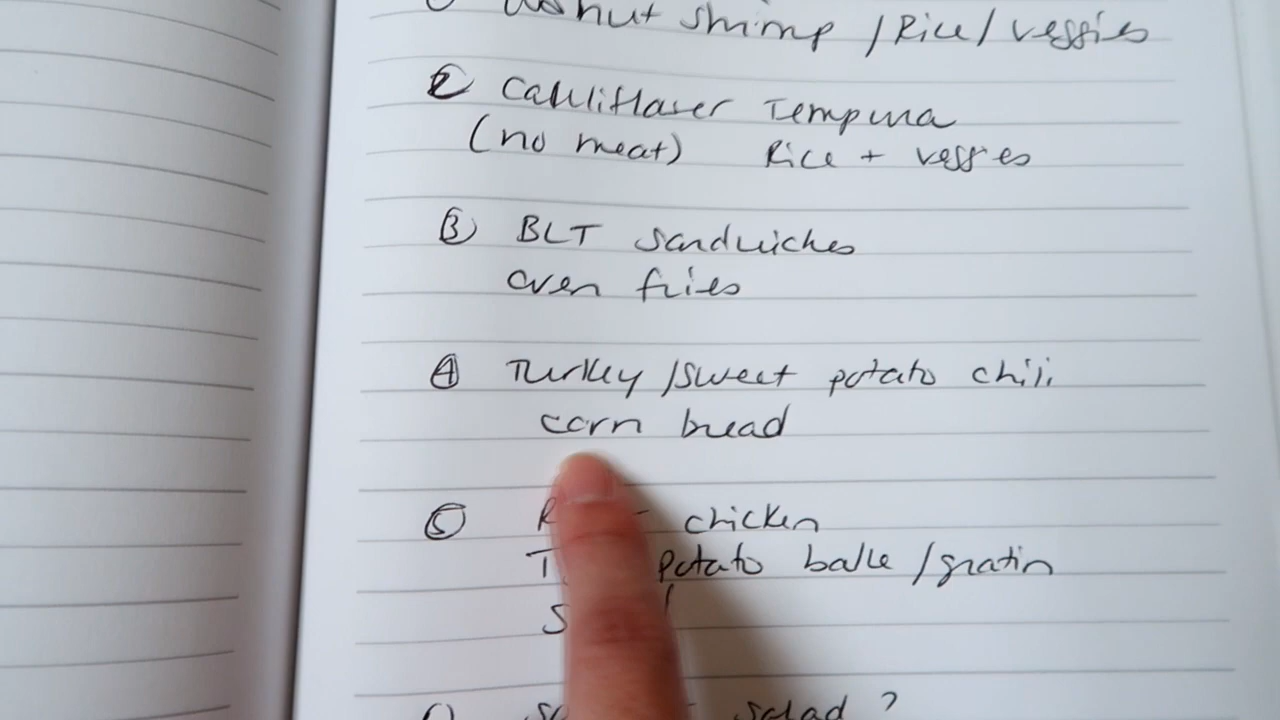 shrimp / Rice / veggies
② Cauliflower Tempura
(no meat) Rice + veggies
③ BLT sandwiches
oven fries
④ Turkey / sweet potato chili
corn bread
⑤ chicken
potato bake / gratin
salad ?